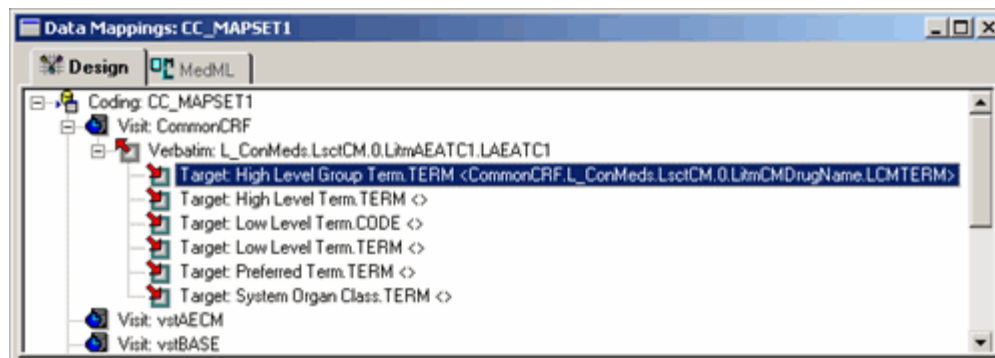 Data Mappings: CC_MAPSET1
Design MedML
Coding: CC_MAPSET1
Visit: CommonCRF
Verbatim: L_ConMeds.LsctCM.0.LitmAEATC1.LAEATC1
Target: High Level Group Term.TERM <CommonCRF.L_ConMeds.LsctCM.0.LitmCMDrugName.LCMTERM>
Target: High Level Term.TERM <>
Target: Low Level Term.CODE <>
Target: Low Level Term.TERM <>
Target: Preferred Term.TERM <>
Target: System Organ Class.TERM <>
Visit: vstAECM
Visit: vstBASE